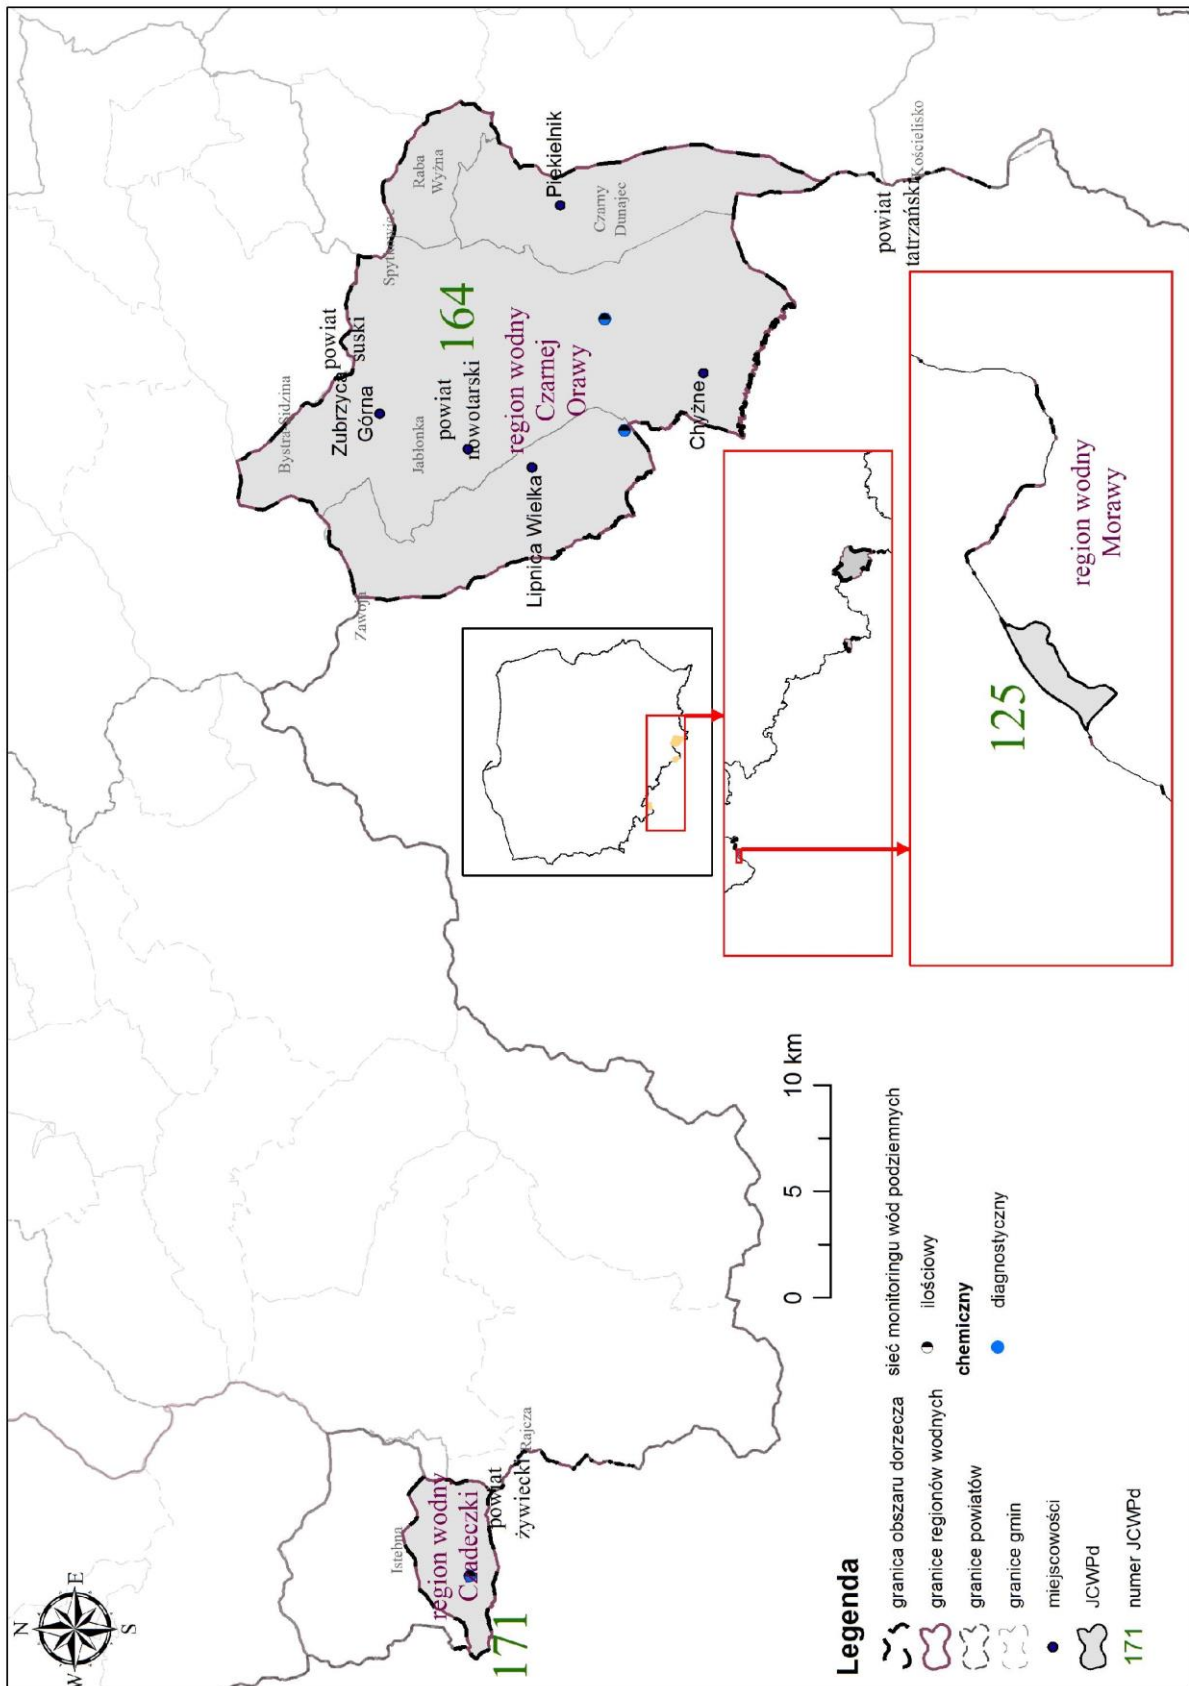 N
W
E
S
171
region wodny
Czadeczki
Istebna
powiat
żywiecki
Rajcza
Zawoja
Bystra-Sidzina
Zubrzyca
Górna
powiat
suski
Spytkowice
Raba
Wyżna
Jabłonka
powiat
nowotarski
164
region wodny
Czarnej
Orawy
Lipnica Wielka
Piekielnik
Czarny
Dunajec
Chyżne
powiat
tatrzański
Kościelisko
125
region wodny
Morawy
0
5
10 km
Legenda
granica obszaru dorzecza
granice regionów wodnych
granice powiatów
granice gmin
miejscowości
JCWPd
171 numer JCWPd
sieć monitoringu wód podziemnych
ilościowy
chemiczny
diagnostyczny